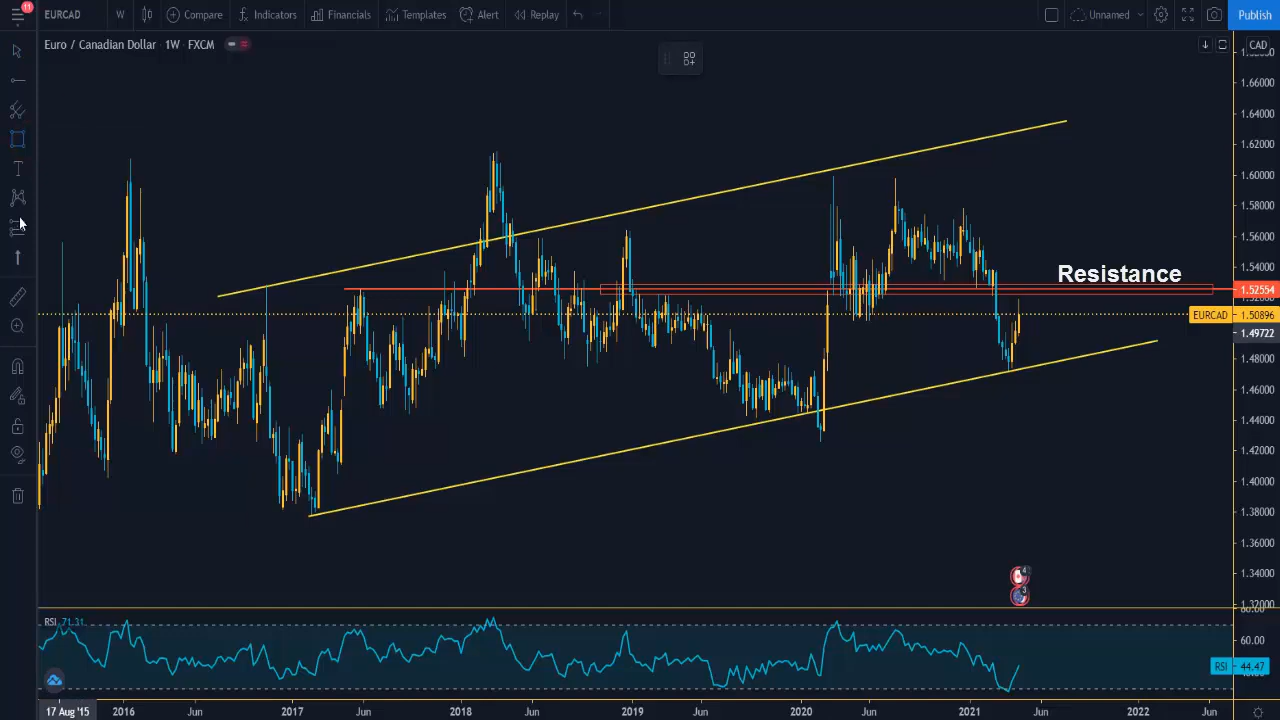 11
EURCAD W Compare Indicators Financials Templates Alert Replay Unnamed Publish
Euro / Canadian Dollar 1W FXCM
CAD
1.66000
1.64000
1.62000
1.60000
1.58000
1.56000
1.54000
Resistance
1.52554
EURCAD 1.50896
1.49722
1.48000
1.46000
1.44000
1.42000
1.40000
1.38000
1.36000
1.34000
1.32000
4
3
RSI 71.31
60.00
RSI 44.47
17 Aug '15 2016 Jun 2017 Jun 2018 Jun 2019 Jun 2020 Jun 2021 Jun 2022 Jun